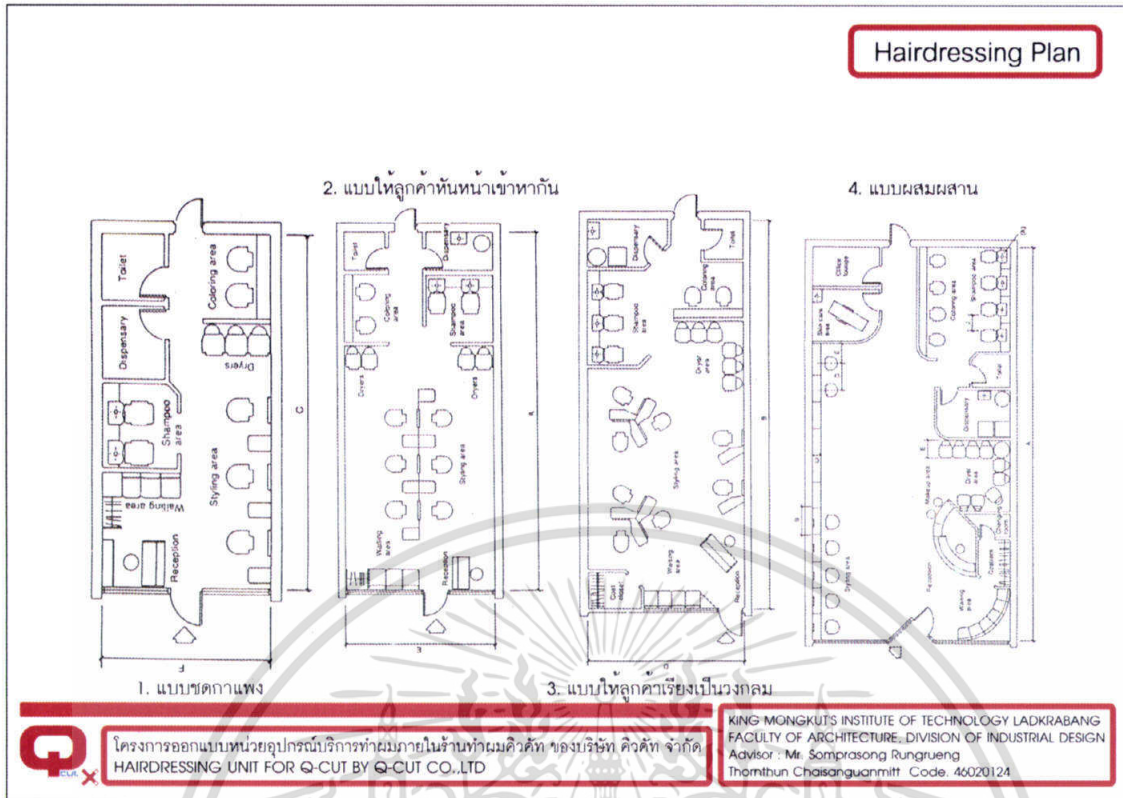 Hairdressing Plan
2. แบบให้ลูกค้าหันหน้าเข้าหากัน
4. แบบผสมผสาน
Toilet
Coloring area
Dispensary
Dryers
Shampoo
area
Styling area
Waiting area
Reception
C
F
Toilet
Dispensary
Coloring
area
Shampoo
area
Dryers
Dryers
Styling area
Waiting
area
Reception
Dispensary
Toilet
Coloring
area
Shampoo
area
Dryer
area
Styling area
Waiting
area
Coat
Reception
B
Office
Skin care
area
Coloring area
Shampoo area
Toilet
Dispensary
Makeup area
Dryer
area
Styling area
Reception
Waiting
area
1. แบบชดกาแพง
3. แบบให้ลูกค้าเรียงเป็นวงกลม
Q
CUT
โครงการออกแบบหน่วยอุปกรณ์บริการทำผมภายในร้านทำผมคิวคัท ของบริษัท คิวคัท จำกัด
HAIRDRESSING UNIT FOR Q-CUT BY Q-CUT CO.,LTD
KING MONGKUT'S INSTITUTE OF TECHNOLOGY LADKRABANG
FACULTY OF ARCHITECTURE, DIVISION OF INDUSTRIAL DESIGN
Advisor : Mr. Somprasong Rungrueng
Thornthun Chaisanguanmitt Code. 46020124